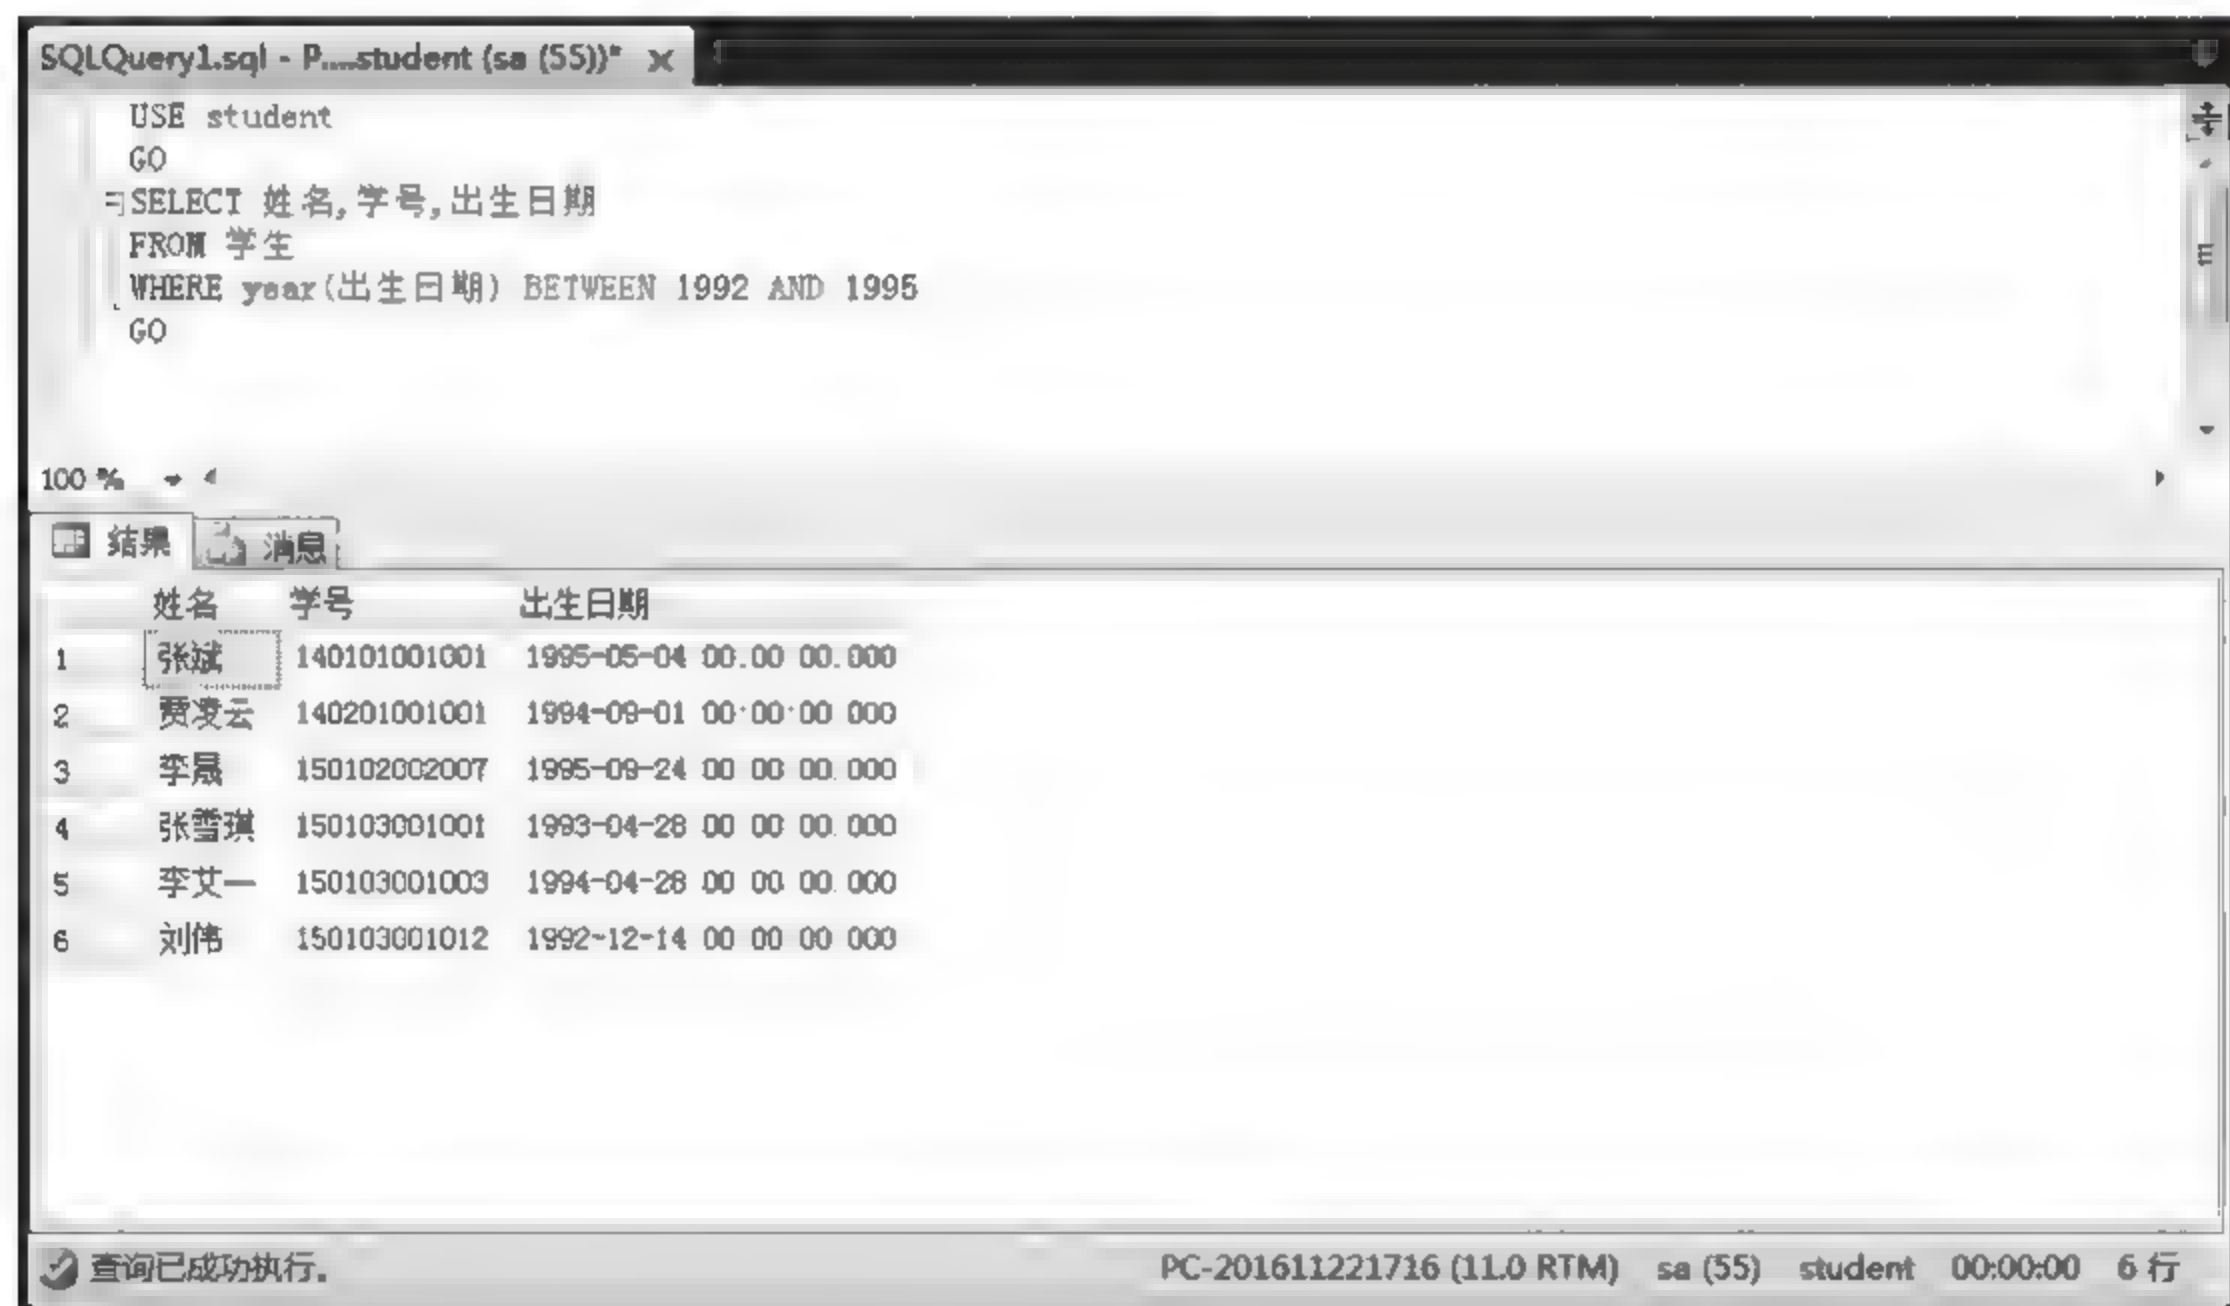 SQLQuery1.sql - P....student (sa (55))* ×
USE student
GO
SELECT 姓名,学号,出生日期
FROM 学生
WHERE year(出生日期) BETWEEN 1992 AND 1995
GO
100 %
结果 消息
姓名 学号 出生日期
1 张斌 140101001001 1995-05-04 00.00 00.000
2 贾凌云 140201001001 1994-09-01 00:00:00 000
3 李晟 150102002007 1995-09-24 00 00 00.000
4 张雪琪 150103001001 1993-04-28 00 00 00.000
5 李艾一 150103001003 1994-04-28 00 00 00.000
6 刘伟 150103001012 1992-12-14 00 00 00 000
查询已成功执行。 PC-201611221716 (11.0 RTM) sa (55) student 00:00:00 6 行